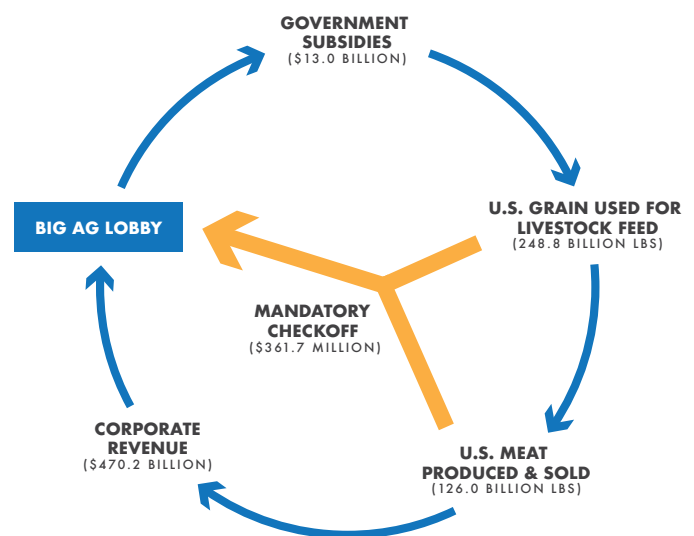 GOVERNMENT
SUBSIDIES
($13.0 BILLION)
U.S. GRAIN USED FOR
LIVESTOCK FEED
(248.8 BILLION LBS)
BIG AG LOBBY
MANDATORY
CHECKOFF
($361.7 MILLION)
CORPORATE
REVENUE
($470.2 BILLION)
U.S. MEAT
PRODUCED & SOLD
(126.0 BILLION LBS)